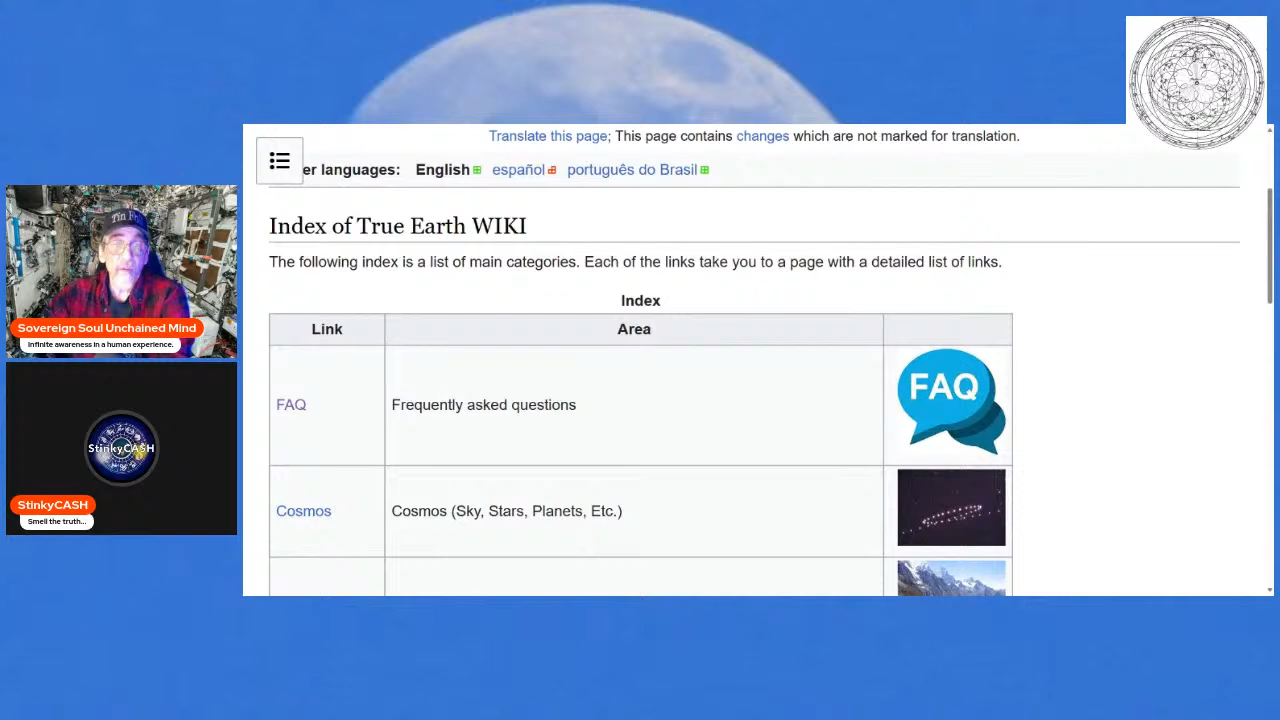 Translate this page; This page contains changes which are not marked for translation.
er languages: English español português do Brasil
Index of True Earth WIKI
The following index is a list of main categories. Each of the links take you to a page with a detailed list of links.
Index
Link Area
FAQ Frequently asked questions FAQ
Cosmos Cosmos (Sky, Stars, Planets, Etc.)
Tin
Sovereign Soul Unchained Mind
Infinite awareness in a human experience.
StinkyCASH
StinkyCASH
Smell the truth...